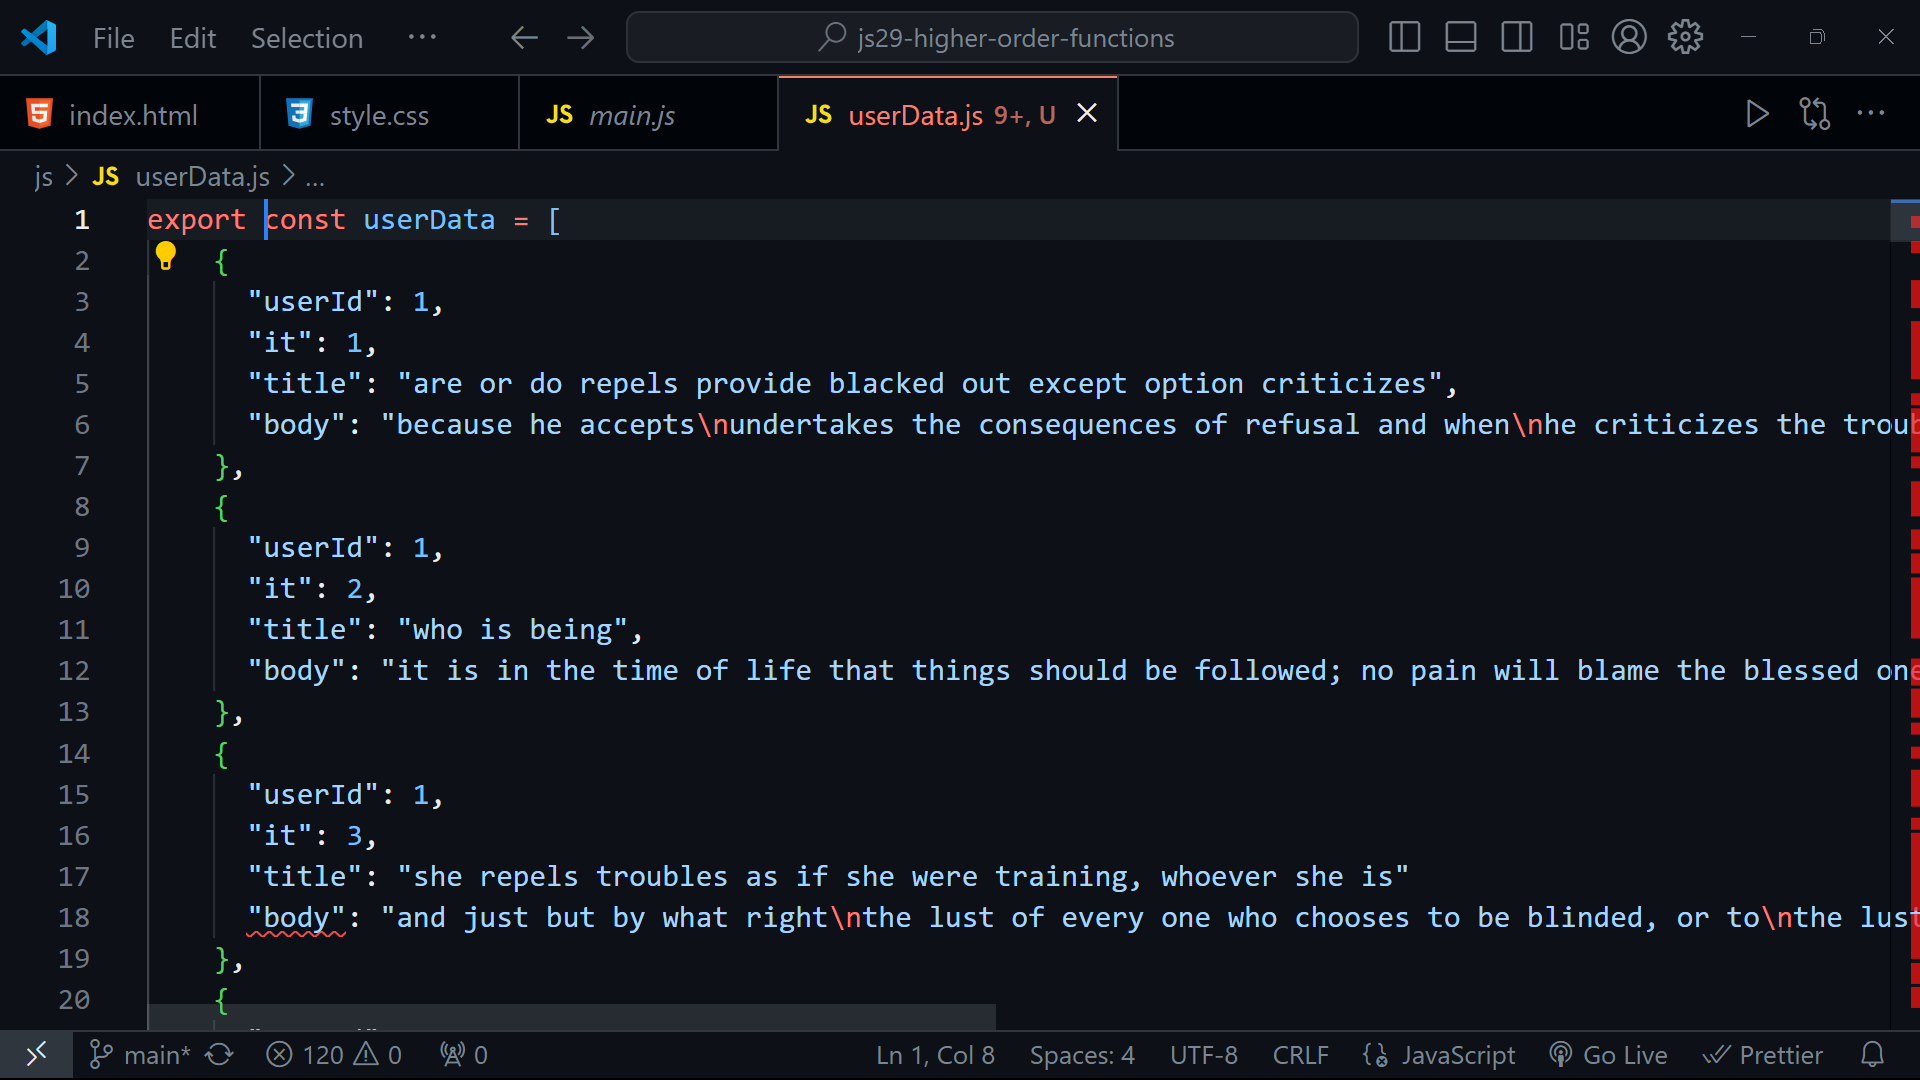 File Edit Selection ··· js29-higher-order-functions
index.html style.css JS main.js JS userData.js 9+, U
js > JS userData.js > ...
1 export const userData = [
2 {
3 "userId": 1,
4 "it": 1,
5 "title": "are or do repels provide blacked out except option criticizes",
6 "body": "because he accepts\nundertakes the consequences of refusal and when\nhe criticizes the troub
7 },
8 {
9 "userId": 1,
10 "it": 2,
11 "title": "who is being",
12 "body": "it is in the time of life that things should be followed; no pain will blame the blessed one
13 },
14 {
15 "userId": 1,
16 "it": 3,
17 "title": "she repels troubles as if she were training, whoever she is"
18 "body": "and just but by what right\nthe lust of every one who chooses to be blinded, or to\nthe lust
19 },
20 {
main* 120 0 0 Ln 1, Col 8 Spaces: 4 UTF-8 CRLF JavaScript Go Live Prettier